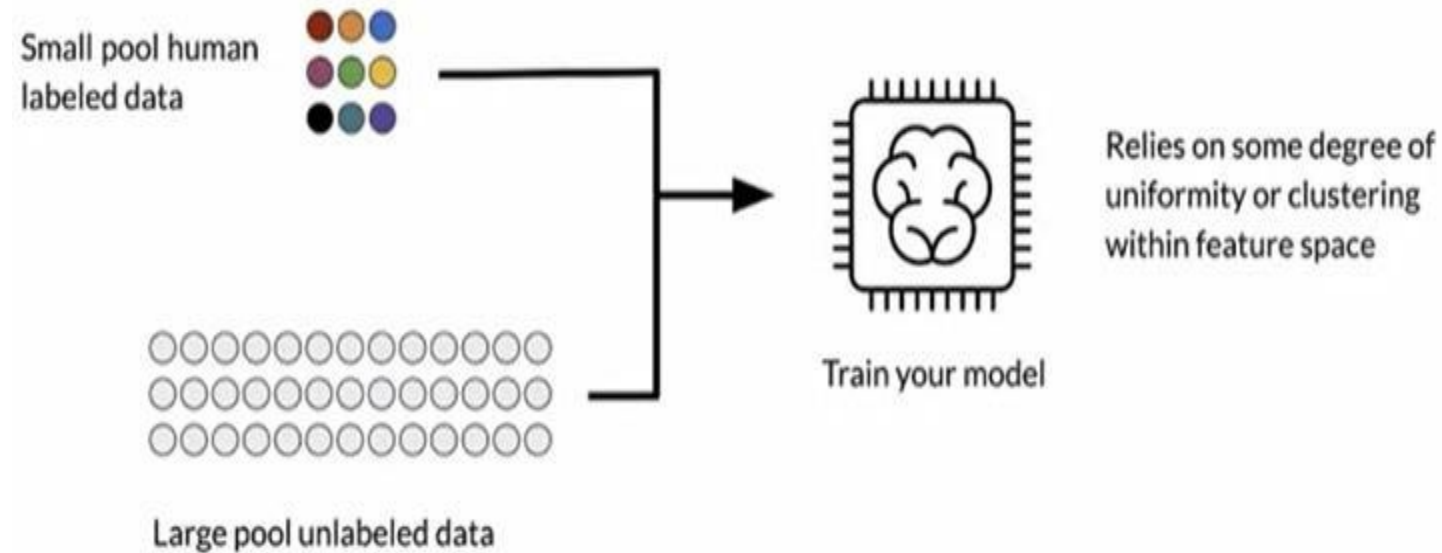 Small pool human
labeled data
Relies on some degree of
uniformity or clustering
within feature space
Train your model
Large pool unlabeled data